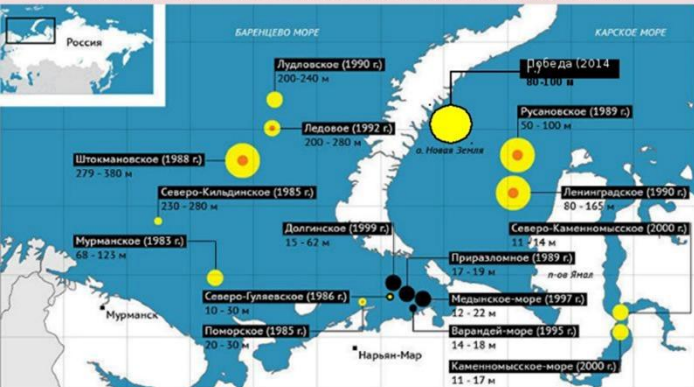 Россия
БАРЕНЦЕВО МОРЕ
КАРСКОЕ МОРЕ
Лудловское (1990 г.)
200-240 м
Победа (2014
г.)
80-100 м
Русановское (1989 г.)
50 - 100 м
Ледовое (1992 г.)
200 - 280 м
о. Новая Земля
Штокмановское (1988 г.)
279 - 380 м
Северо-Кильдинское (1985 г.)
230 - 280 м
Ленинградское (1990 г.)
80 - 165 м
Долгинское (1999 г.)
15 - 62 м
Северо-Каменномысское (2000 г.)
11 - 14 м
Мурманское (1983 г.)
68 - 123 м
Приразломное (1989 г.)
17 - 19 м
п-ов Ямал
Северо-Гуляевское (1986 г.)
10 - 30 м
Медынское-море (1997 г.)
12 - 22 м
Мурманск
Поморское (1985 г.)
20 - 30 м
Варандей-море (1995 г.)
14 - 18 м
Нарьян-Мар
Каменномысское-море (2000 г.)
11 - 17 м